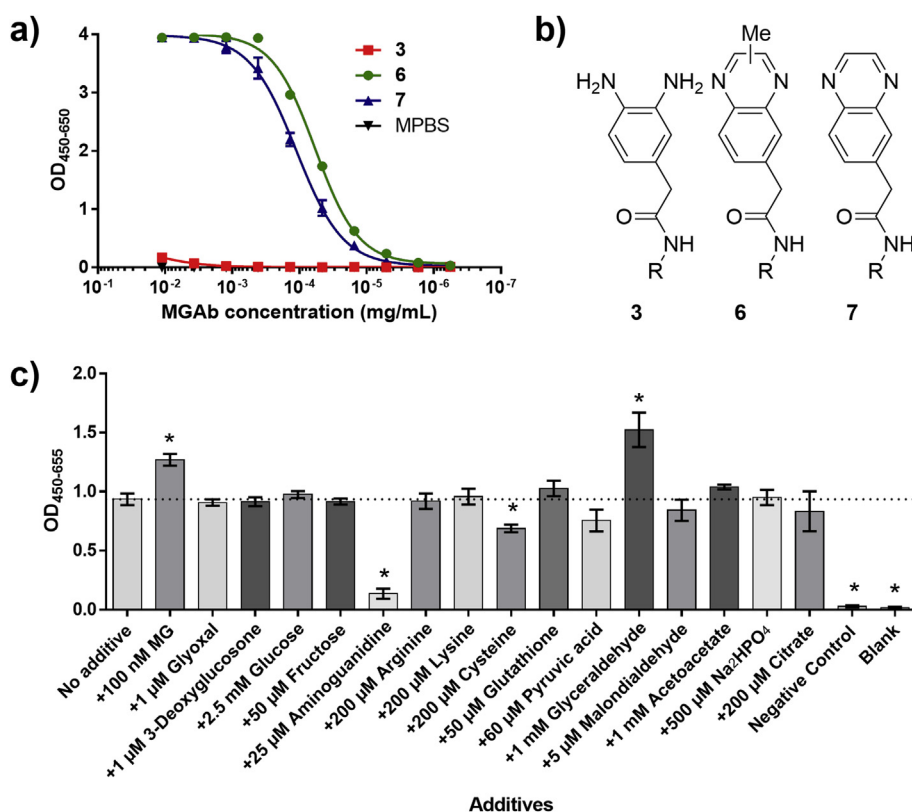 a)
4
3
2
1
0
OD450-650
10-1
10-2
10-3
10-4
10-5
10-6
10-7
MGAb concentration (mg/mL)
3
6
7
MPBS
b)
NH2
NH2
O
NH
R
3
Me
N
N
O
NH
R
6
N
N
O
NH
R
7
c)
2.0
1.5
1.0
0.5
0.0
OD450-655
* * * * * *
No additive
+100 nM MG
+1 µM Glyoxal
+1 µM 3-Deoxyglucosone
+2.5 mM Glucose
+50 µM Fructose
+25 µM Aminoguanidine
+200 µM Arginine
+200 µM Lysine
+200 µM Cysteine
+50 µM Glutathione
+60 µM Pyruvic acid
+1 mM Glyceraldehyde
+5 µM Malondialdehyde
+1 mM Acetoacetate
+500 µM Na2HPO4
+200 µM Citrate
Negative Control
Blank
Additives